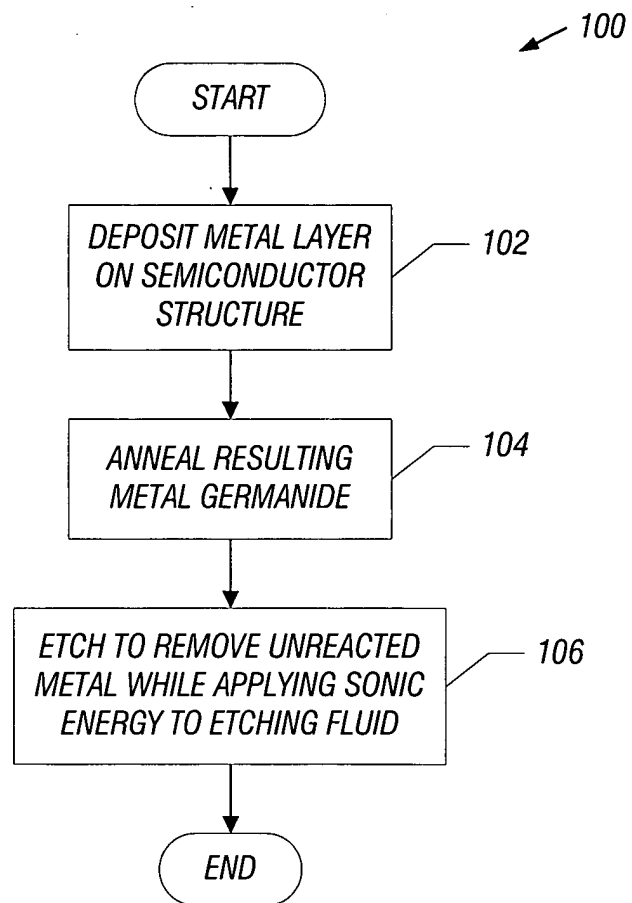 100
START
DEPOSIT METAL LAYER
ON SEMICONDUCTOR
STRUCTURE
102
ANNEAL RESULTING
METAL GERMANIDE
104
ETCH TO REMOVE UNREACTED
METAL WHILE APPLYING SONIC
ENERGY TO ETCHING FLUID
106
END